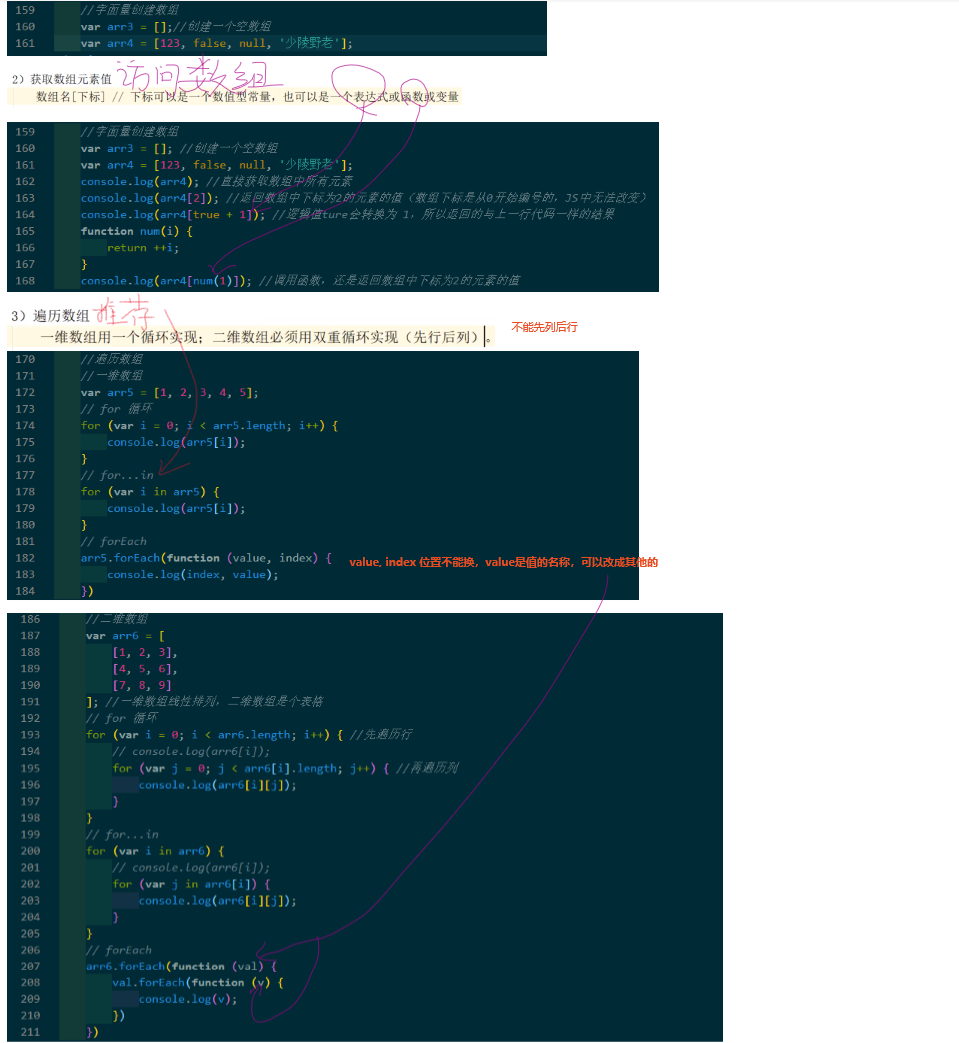 159 //字面量创建数组
160 var arr3 = [];//创建一个空数组
161 var arr4 = [123, false, null, '少陵野老'];
2）获取数组元素值 访问数组
数组名[下标] // 下标可以是一个数值型常量，也可以是一个表达式或函数或变量
159 //字面量创建数组
160 var arr3 = []; //创建一个空数组
161 var arr4 = [123, false, null, '少陵野老'];
162 console.log(arr4); //直接获取数组中所有元素
163 console.log(arr4[2]); //返回数组中下标为2的元素的值（数组下标是从0开始编号的，JS中无法改变）
164 console.log(arr4[true + 1]); //逻辑值ture会转换为 1，所以返回的与上一行代码一样的结果
165 function num(i) {
166 return ++i;
167 }
168 console.log(arr4[num(1)]); //调用函数，还是返回数组中下标为2的元素的值
3）遍历数组 推荐
一维数组用一个循环实现；二维数组必须用双重循环实现（先行后列）。 不能先列后行
170 //遍历数组
171 //一维数组
172 var arr5 = [1, 2, 3, 4, 5];
173 // for 循环
174 for (var i = 0; i < arr5.length; i++) {
175 console.log(arr5[i]);
176 }
177 // for...in
178 for (var i in arr5) {
179 console.log(arr5[i]);
180 }
181 // forEach
182 arr5.forEach(function (value, index) { value, index 位置不能换，value是值的名称，可以改成其他的
183 console.log(index, value);
184 })
186 //二维数组
187 var arr6 = [
188 [1, 2, 3],
189 [4, 5, 6],
190 [7, 8, 9]
191 ]; //一维数组线性排列，二维数组是个表格
192 // for 循环
193 for (var i = 0; i < arr6.length; i++) { //先遍历行
194 // console.log(arr6[i]);
195 for (var j = 0; j < arr6[i].length; j++) { //再遍历列
196 console.log(arr6[i][j]);
197 }
198 }
199 // for...in
200 for (var i in arr6) {
201 // console.log(arr6[i]);
202 for (var j in arr6[i]) {
203 console.log(arr6[i][j]);
204 }
205 }
206 // forEach
207 arr6.forEach(function (val) {
208 val.forEach(function (v) {
209 console.log(v);
210 })
211 })